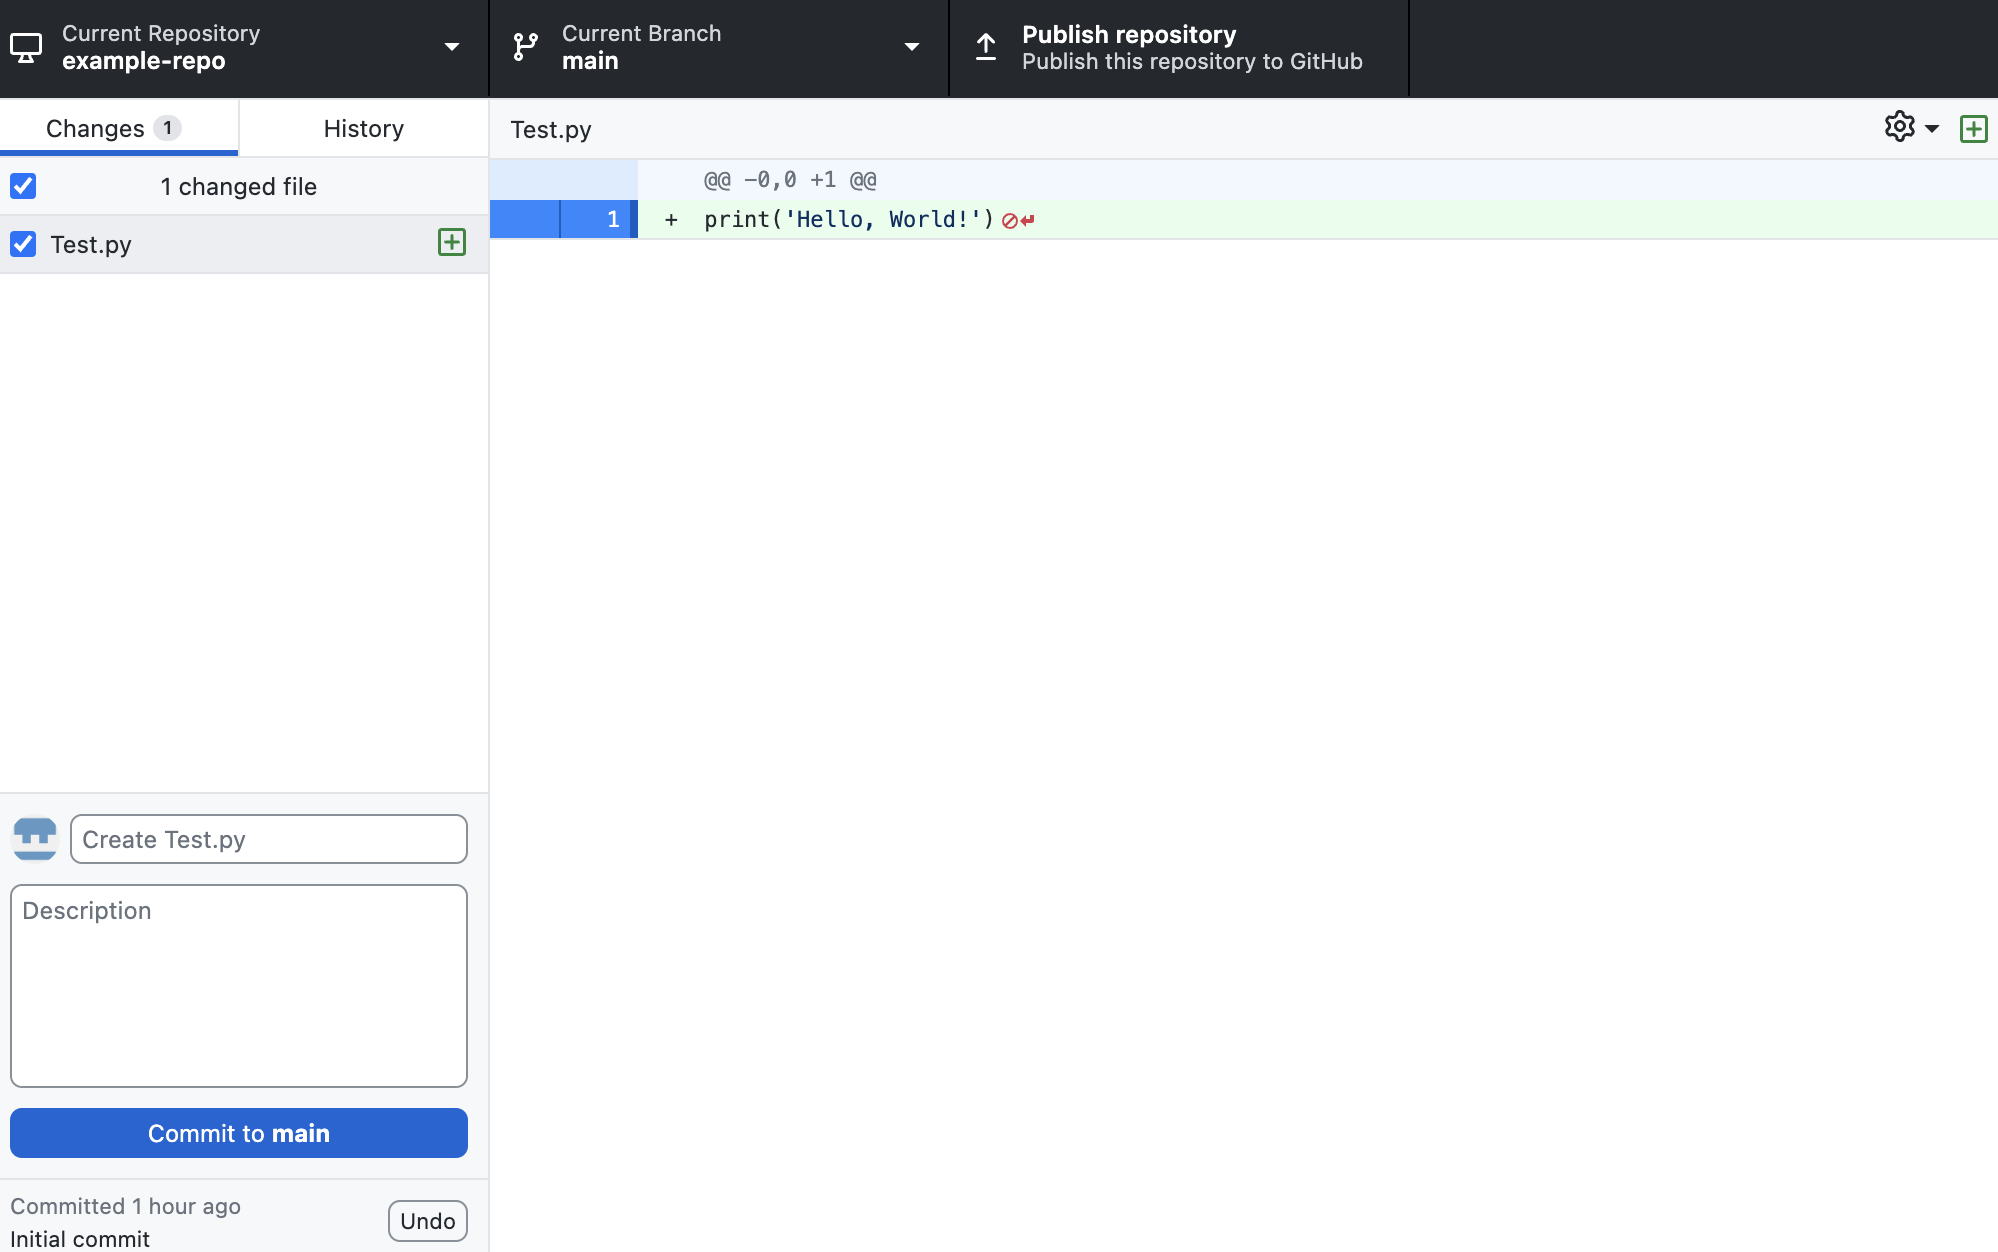 Current Repository
example-repo
Current Branch
main
Publish repository
Publish this repository to GitHub
Changes 1
History
1 changed file
Test.py
Test.py
@@ -0,0 +1 @@
1 + print('Hello, World!')
Create Test.py
Description
Commit to main
Committed 1 hour ago
Initial commit
Undo